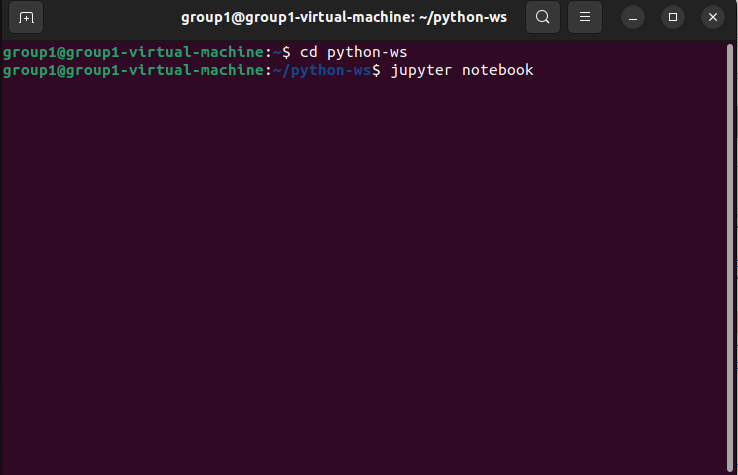 group1@group1-virtual-machine: ~/python-ws
group1@group1-virtual-machine:~$ cd python-ws
group1@group1-virtual-machine:~/python-ws$ jupyter notebook